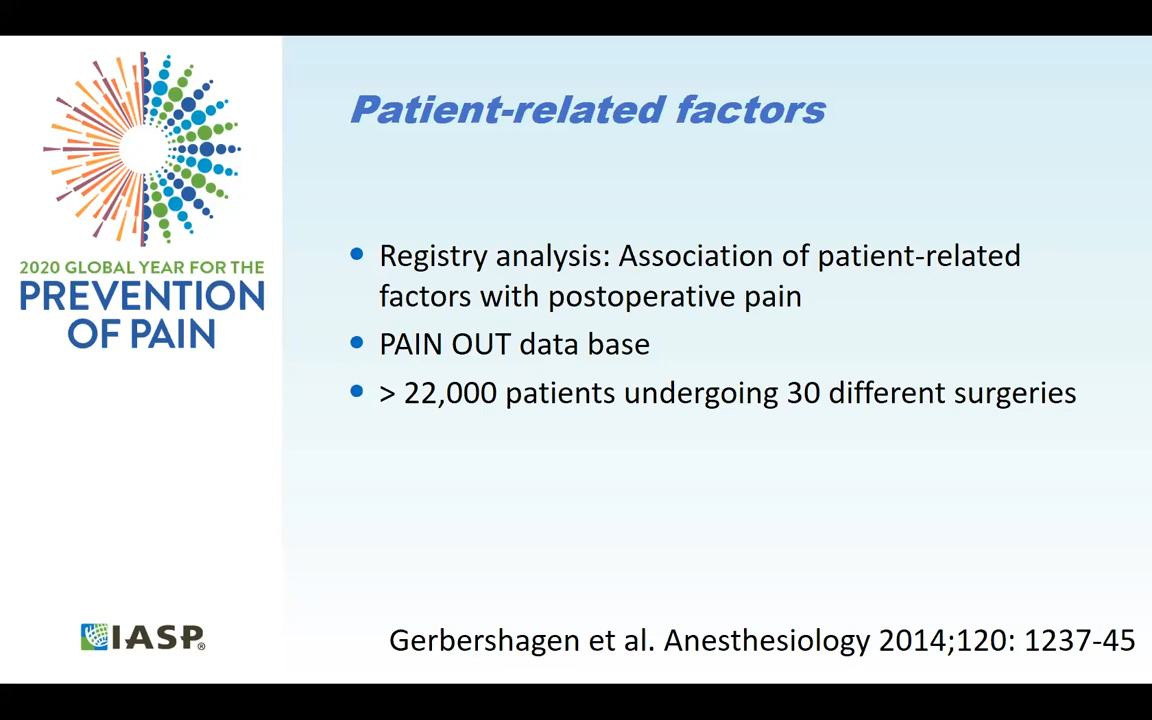 Patient-related factors
2020 GLOBAL YEAR FOR THE
PREVENTION
OF PAIN
• Registry analysis: Association of patient-related
factors with postoperative pain
• PAIN OUT data base
• > 22,000 patients undergoing 30 different surgeries
IASP®
Gerbershagen et al. Anesthesiology 2014;120: 1237-45